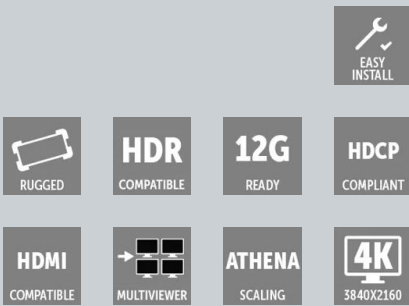 EASY
INSTALL
RUGGED
HDR
COMPATIBLE
12G
READY
HDCP
COMPLIANT
HDMI
COMPATIBLE
MULTIVIEWER
ATHENA
SCALING
4K
3840X2160